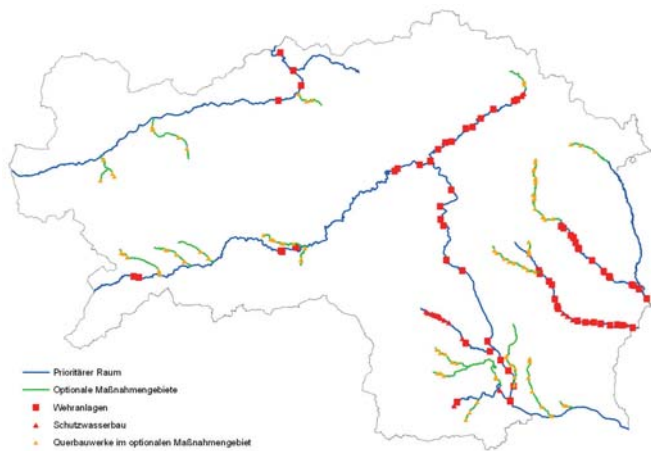 Prioritärer Raum
Optionale Maßnahmengebiete
Wehranlagen
Schutzwasserbau
Querbauwerke im optionalen Maßnahmengebiet